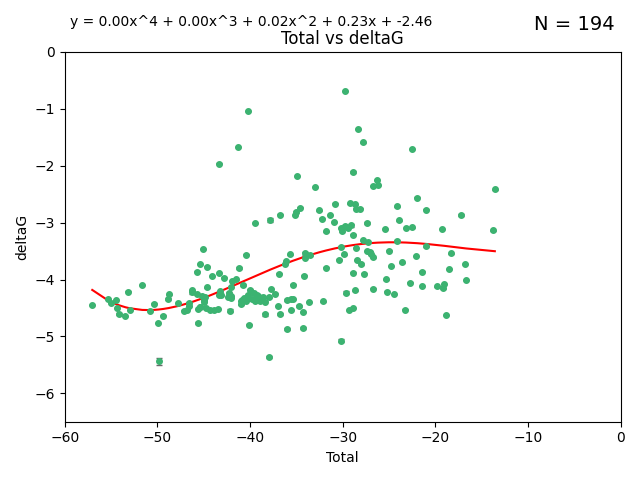 y = 0.00x^4 + 0.00x^3 + 0.02x^2 + 0.23x + -2.46
N = 194
Total vs deltaG
0
−1
−2
−3
−4
−5
−6
deltaG
−60 −50 −40 −30 −20 −10 0
Total